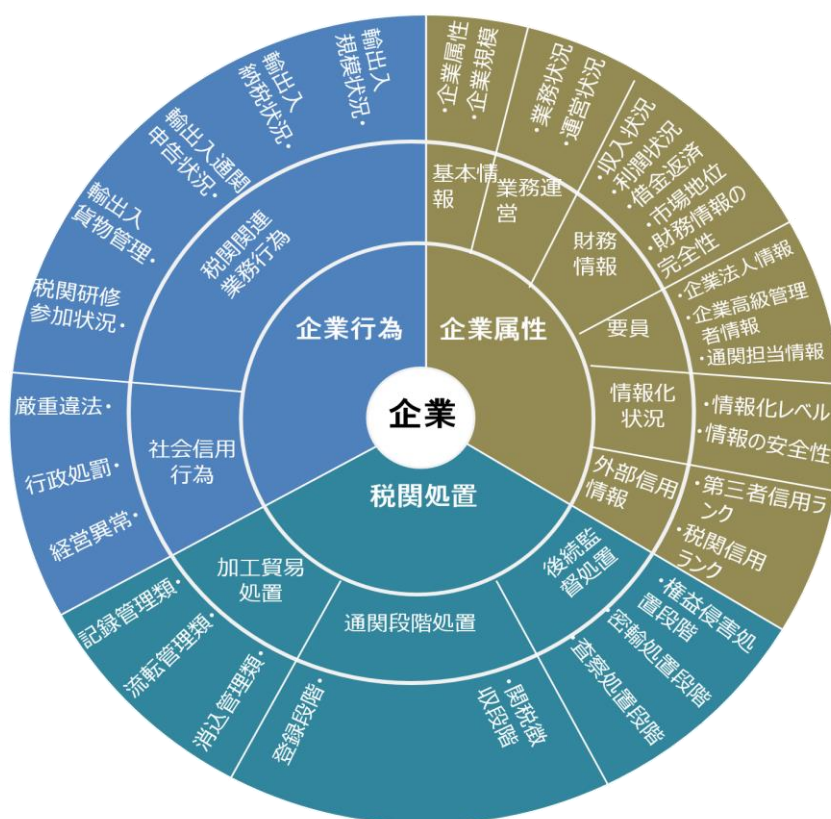 企業
企業属性
基本情
報
・企業属性
・企業規模
業務運
営
・業務状況
・運営状況
財務
情報
・収入状況
・利潤状況
・借金返済
・市場地位
・財務情報の
完全性
要員
・企業法人情報
・企業高級管理
者情報
・通関担当情報
情報化
状況
・情報化レベル
・情報の安全性
外部信用
情報
・第三者信用ラ
ンク
・税関信用
ランク
税関処置
後続監
督処置
・権益侵害処
置段階
・密輸処置段階
・査察処置段階
通関段階処置
・関税徴
収段階
登録段階・
加工貿易
処置
消込管理類・
流転管理類・
記録管理類・
企業行為
社会信用
行為
経営異常・
行政処罰・
厳重違法・
税関関連
業務行為
税関研修
参加状況・
輸出入
貨物管理・
輸出入通関
申告状況・
輸出入
納税状況・
輸出入
規模状況・